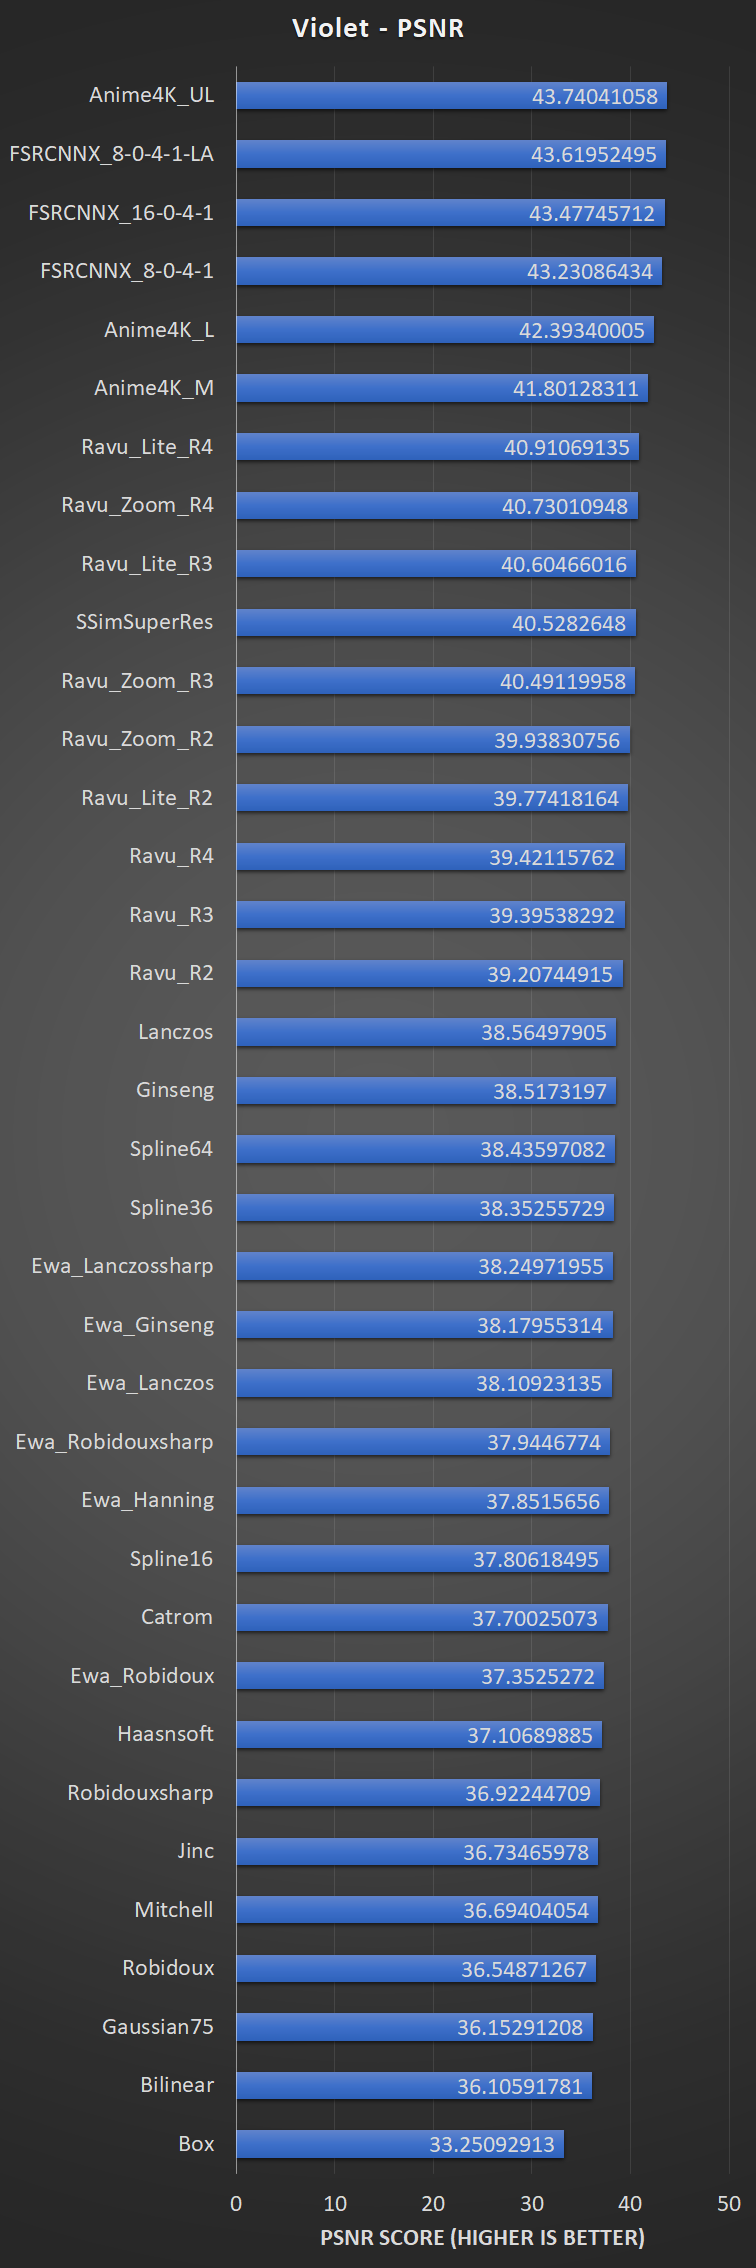 Violet - PSNR
Anime4K_UL 43.74041058
FSRCNNX_8-0-4-1-LA 43.61952495
FSRCNNX_16-0-4-1 43.47745712
FSRCNNX_8-0-4-1 43.23086434
Anime4K_L 42.39340005
Anime4K_M 41.80128311
Ravu_Lite_R4 40.91069135
Ravu_Zoom_R4 40.73010948
Ravu_Lite_R3 40.60466016
SSimSuperRes 40.5282648
Ravu_Zoom_R3 40.49119958
Ravu_Zoom_R2 39.93830756
Ravu_Lite_R2 39.77418164
Ravu_R4 39.42115762
Ravu_R3 39.39538292
Ravu_R2 39.20744915
Lanczos 38.56497905
Ginseng 38.5173197
Spline64 38.43597082
Spline36 38.35255729
Ewa_Lanczossharp 38.24971955
Ewa_Ginseng 38.17955314
Ewa_Lanczos 38.10923135
Ewa_Robidouxsharp 37.9446774
Ewa_Hanning 37.8515656
Spline16 37.80618495
Catrom 37.70025073
Ewa_Robidoux 37.3525272
Haasnsoft 37.10689885
Robidouxsharp 36.92244709
Jinc 36.73465978
Mitchell 36.69404054
Robidoux 36.54871267
Gaussian75 36.15291208
Bilinear 36.10591781
Box 33.25092913
0 10 20 30 40 50
PSNR SCORE (HIGHER IS BETTER)